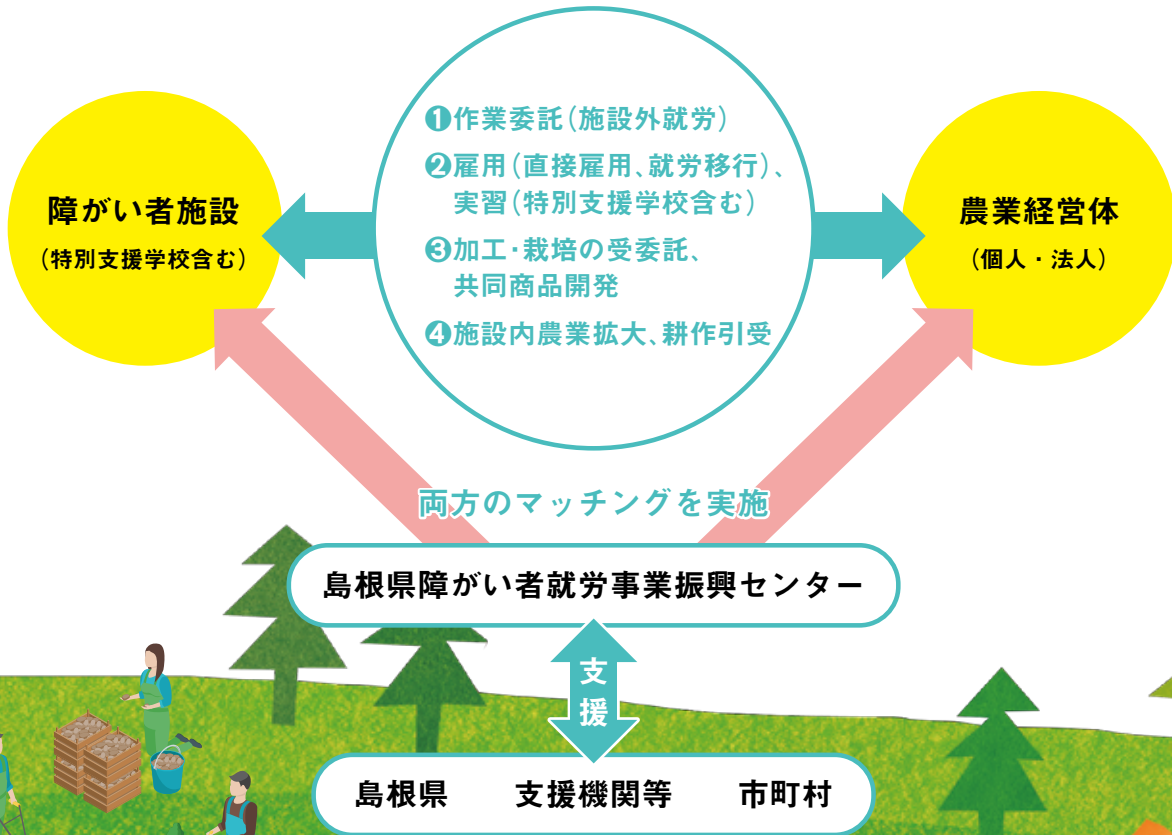 ❶作業委託(施設外就労)
❷雇用(直接雇用、就労移行)、
実習(特別支援学校含む)
❸加工・栽培の受委託、
共同商品開発
❹施設内農業拡大、耕作引受
障がい者施設
(特別支援学校含む)
農業経営体
(個人・法人)
両方のマッチングを実施
島根県障がい者就労事業振興センター
支援
島根県 支援機関等 市町村